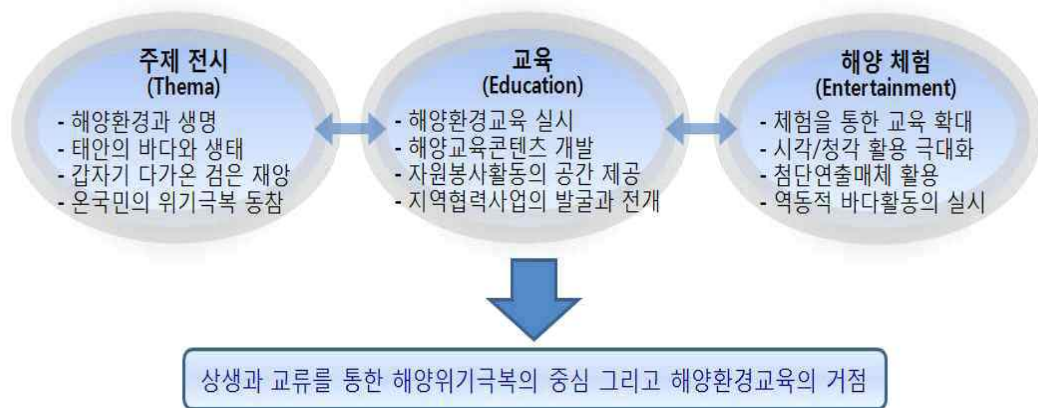 주제 전시
(Thema)
- 해양환경과 생명
- 태안의 바다와 생태
- 갑자기 다가온 검은 재앙
- 온국민의 위기극복 동참
교육
(Education)
- 해양환경교육 실시
- 해양교육콘텐츠 개발
- 자원봉사활동의 공간 제공
- 지역협력사업의 발굴과 전개
해양 체험
(Entertainment)
- 체험을 통한 교육 확대
- 시각/청각 활용 극대화
- 첨단연출매체 활용
- 역동적 바다활동의 실시
상생과 교류를 통한 해양위기극복의 중심 그리고 해양환경교육의 거점